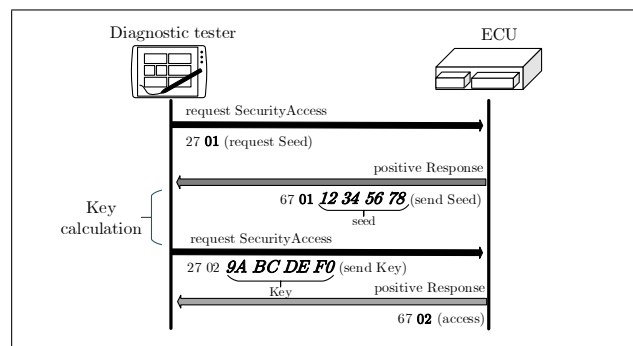 Diagnostic tester
ECU
request SecurityAccess
27 01 (request Seed)
positive Response
67 01 12 34 56 78 (send Seed)
seed
Key
calculation
request SecurityAccess
27 02 9A BC DE F0 (send Key)
Key
positive Response
67 02 (access)